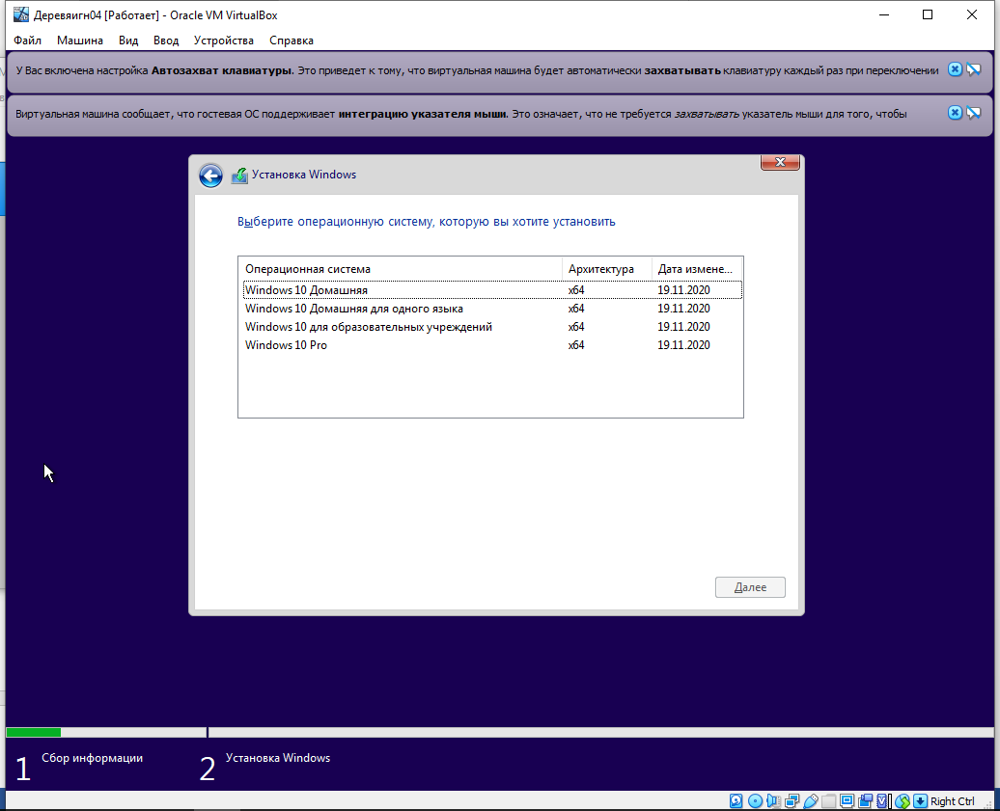 Деревяигн04 [Работает] - Oracle VM VirtualBox
Файл Машина Вид Ввод Устройства Справка
У Вас включена настройка Автозахват клавиатуры. Это приведет к тому, что виртуальная машина будет автоматически захватывать клавиатуру каждый раз при переключении
Виртуальная машина сообщает, что гостевая ОС поддерживает интеграцию указателя мыши. Это означает, что не требуется захватывать указатель мыши для того, чтобы
Установка Windows
Выберите операционную систему, которую вы хотите установить
Операционная система Архитектура Дата измене...
Windows 10 Домашняя x64 19.11.2020
Windows 10 Домашняя для одного языка x64 19.11.2020
Windows 10 для образовательных учреждений x64 19.11.2020
Windows 10 Pro x64 19.11.2020
Далее
1 Сбор информации 2 Установка Windows
Right Ctrl